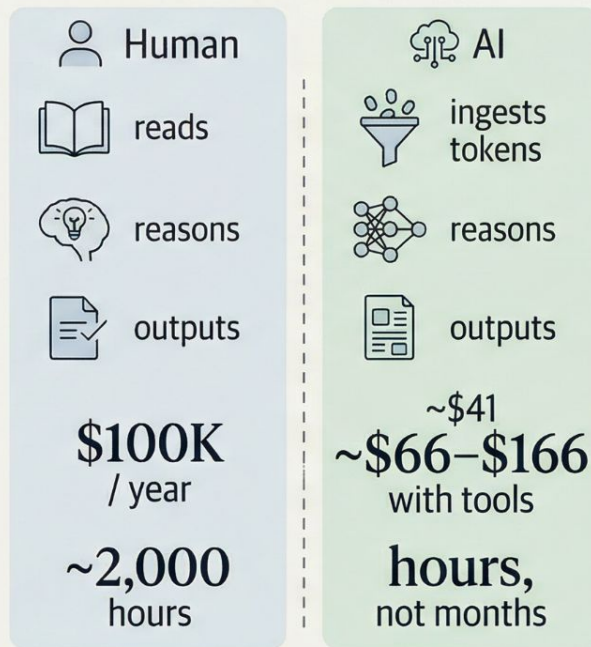 Human
reads
reasons
outputs
$100K
/ year
~2,000
hours
AI
ingests
tokens
reasons
outputs
~$41
~$66–$166
with tools
hours,
not months